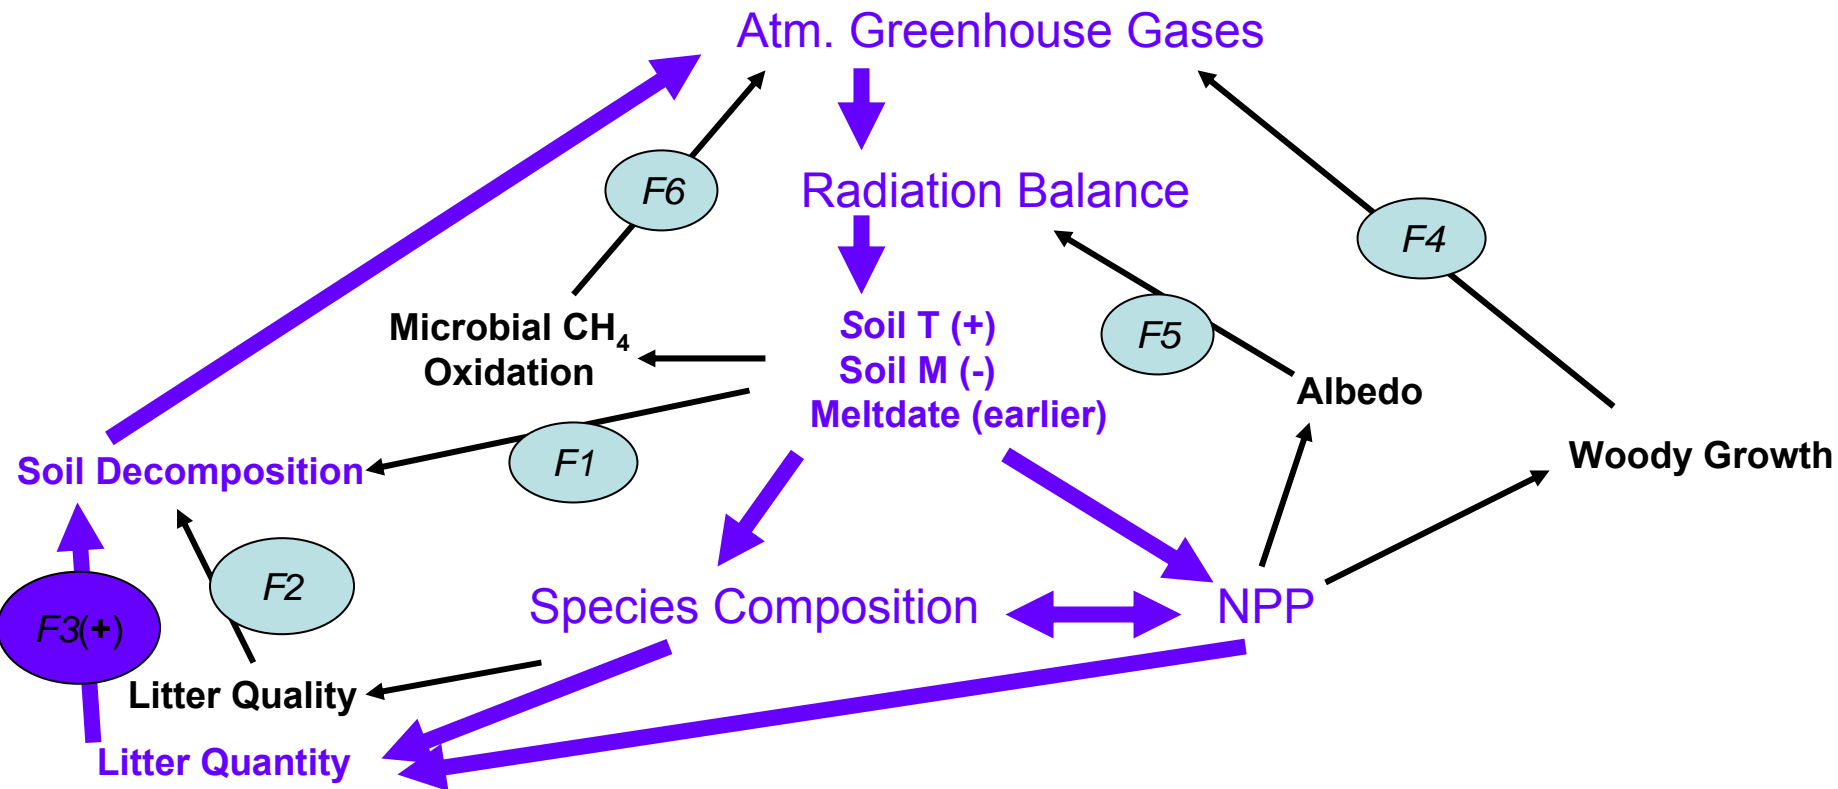 Atm. Greenhouse Gases
Radiation Balance
F6
F4
Microbial CH₄
Oxidation
Soil T (+)
Soil M (-)
Meltdate (earlier)
F5
Albedo
Woody Growth
Soil Decomposition
F1
F2
F3(+)
Species Composition
NPP
Litter Quality
Litter Quantity